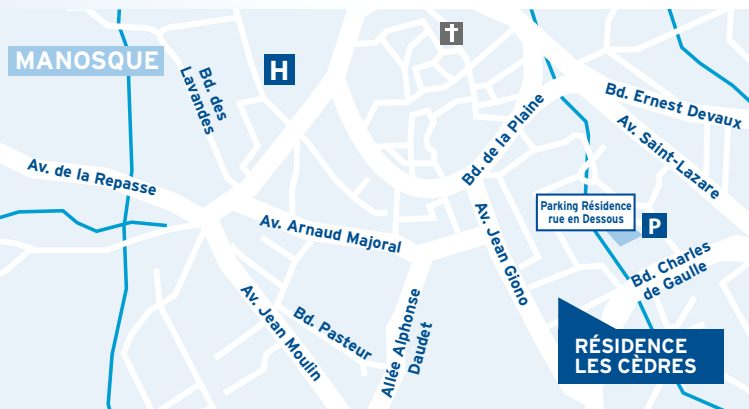 MANOSQUE
H
Bd. des
Lavandes
Bd. Ernest Devaux
Bd. de la Plaine
Av. Saint-Lazare
Av. de la Repasse
Parking Résidence
rue en Dessous
P
Av. Arnaud Majoral
Av. Jean Giono
Bd. Charles
de Gaulle
Av. Jean Moulin
Bd. Pasteur
Allée Alphonse
Daudet
RÉSIDENCE
LES CÈDRES